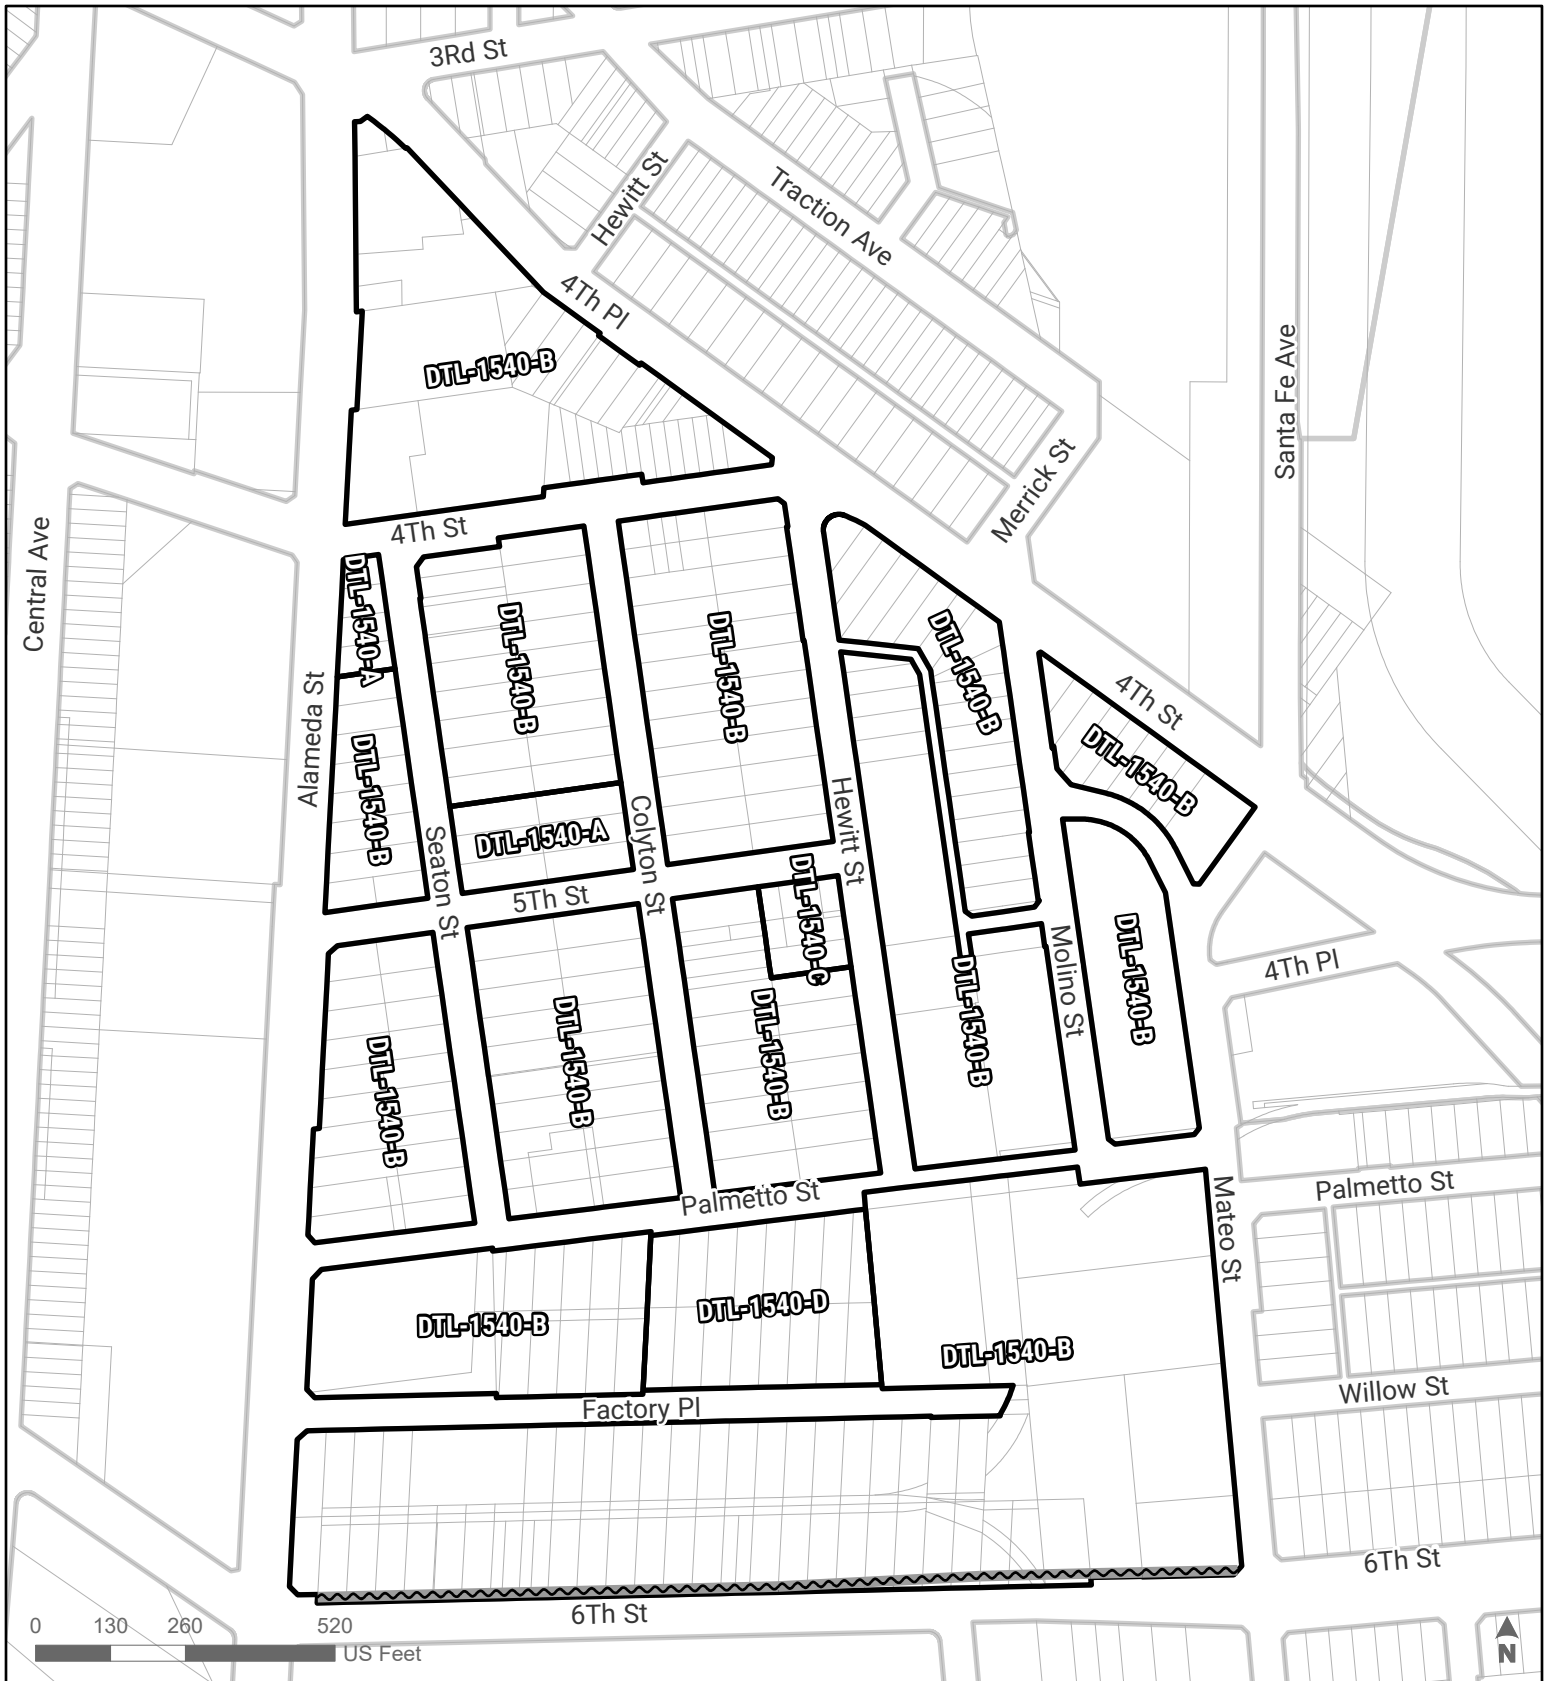 3Rd St
Hewitt St
Traction Ave
4Th Pl
DTL-1540-B
Santa Fe Ave
Merrick St
4Th St
Central Ave
DTL-1540-A
DTL-1540-B
DTL-1540-B
DTL-1540-B
4Th St
Alameda St
DTL-1540-B
DTL-1540-B
Hewitt St
Colyton St
Seaton St
DTL-1540-A
5Th St
DTL-1540-C
Molino St
DTL-1540-B
4Th Pl
DTL-1540-B
DTL-1540-B
DTL-1540-B
DTL-1540-B
Palmetto St
Palmetto St
Mateo St
DTL-1540-B
DTL-1540-D
DTL-1540-B
Willow St
Factory Pl
6Th St
6Th St
0 130 260 520
US Feet
N